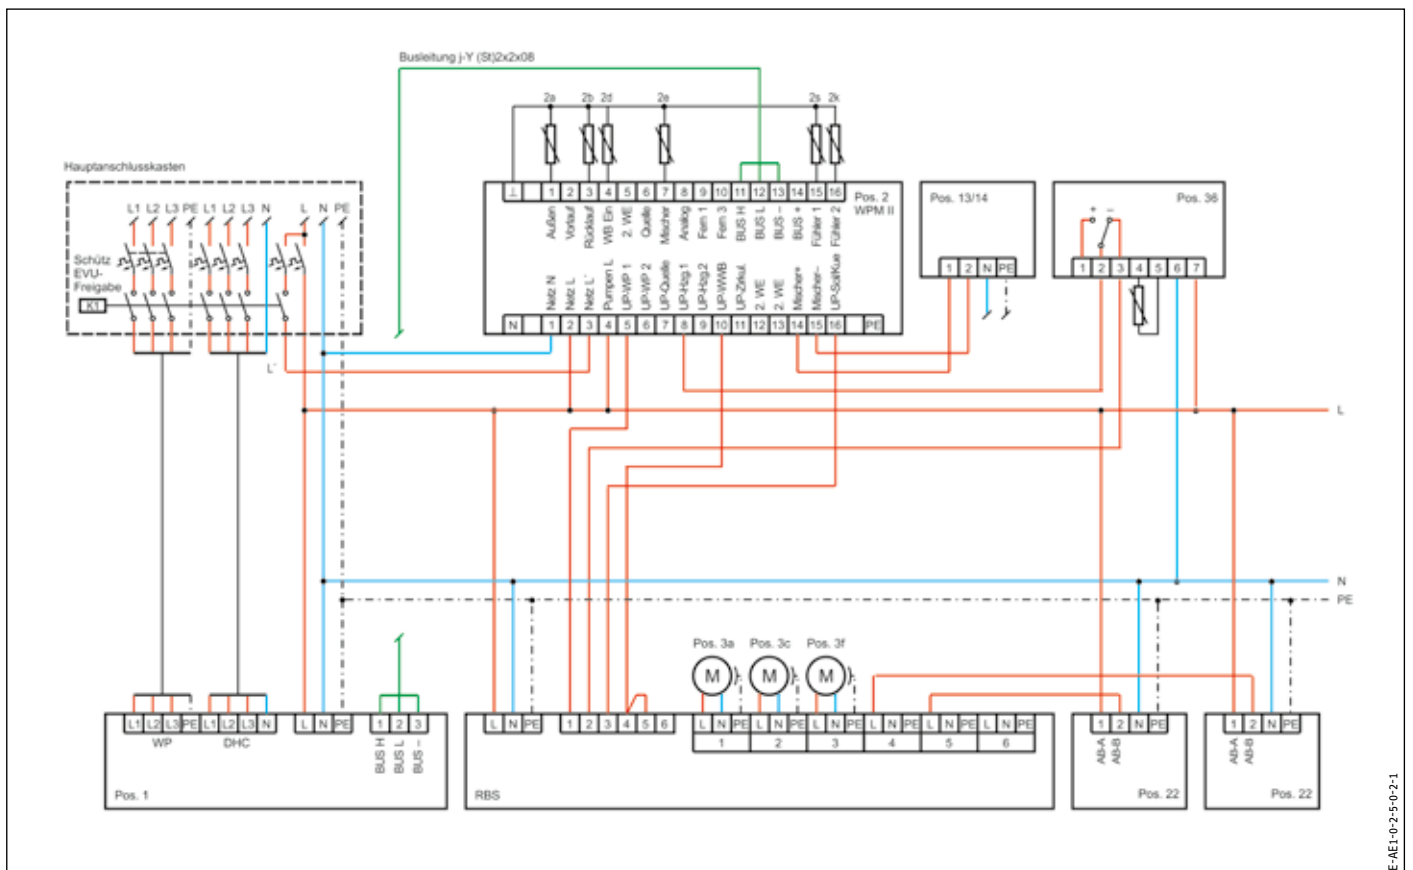 Busleitung j-Y (St)2x2x08
2a 2b 2d 2e 2s 2k
Hauptanschlusskasten
L1 L2 L3 PE L1 L2 L3 N L N PE
Schütz
EVU-
Freigabe
K1
L´
⊥ 1 2 3 4 5 6 7 8 9 10 11 12 13 14 15 16
Pos. 2
WPM II
Außen
Vorlauf
Rücklauf
WB Ein
2. WE
Quelle
Mischer
Analog
Fern 1
Fern 3
BUS H
BUS L
BUS –
BUS +
Fühler 1
Fühler 2
Netz N
Netz L
Netz L´
Pumpen L
UP-WP 1
UP-WP 2
UP-Quelle
UP-Hzg.1
UP-Hzg.2
UP-WWB
UP-Zirkul.
2. WE
2. WE
Mischer+
Mischer–
UP-Sol/Kue
N 1 2 3 4 5 6 7 8 9 10 11 12 13 14 15 16 PE
Pos. 13/14
1 2 N PE
Pos. 36
+ –
1 2 3 4 5 6 7
L
N
PE
Pos. 3a Pos. 3c Pos. 3f
M M M
L1 L2 L3 PE L1 L2 L3 N L N PE 1 2 3
WP DHC
BUS H
BUS L
BUS –
Pos. 1
L N PE 1 2 3 4 5 6 L N PE L N PE L N PE L N PE L N PE L N PE
1 2 3 4 5 6
RBS
1 2 N PE
AB-A
AB-B
Pos. 22
1 2 N PE
AB-A
AB-B
Pos. 22
E-AE1-0-2-5-0-2-1